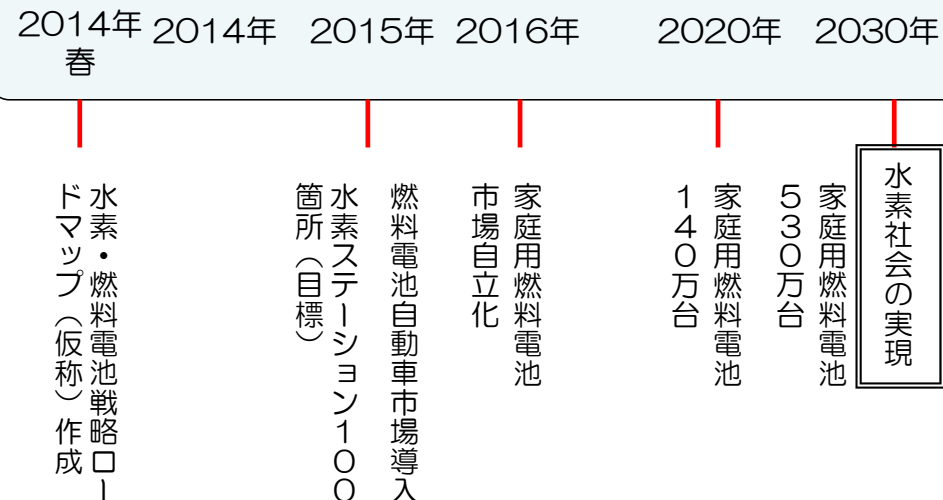 2014年
春
2014年
2015年
2016年
2020年
2030年
水素・燃料電池戦略ロー
ドマップ（仮称）作成
燃料電池自動車市場導入
水素ステーション１００
箇所（目標）
家庭用燃料電池
市場自立化
家庭用燃料電池
１４０万台
水素社会の実現
家庭用燃料電池
５３０万台